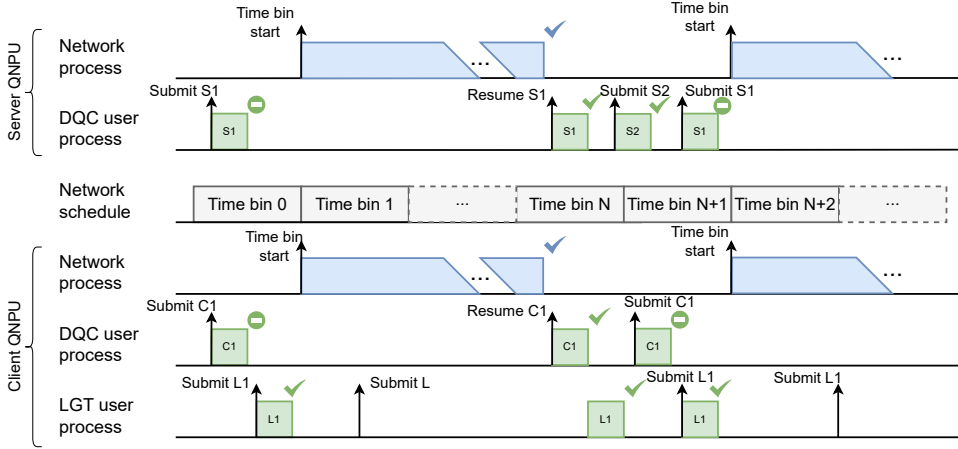 Server QNPU
Network
process
Time bin
start
...
Time bin
start
...
DQC user
process
Submit S1
S1
Resume S1
S1
Submit S2
S2
Submit S1
S1
Network
schedule
Time bin 0
Time bin 1
...
Time bin N
Time bin N+1
Time bin N+2
...
Client QNPU
Network
process
Time bin
start
...
Time bin
start
...
DQC user
process
Submit C1
C1
Resume C1
C1
Submit C1
C1
LGT user
process
Submit L1
L1
Submit L
L1
Submit L1
L1
Submit L1